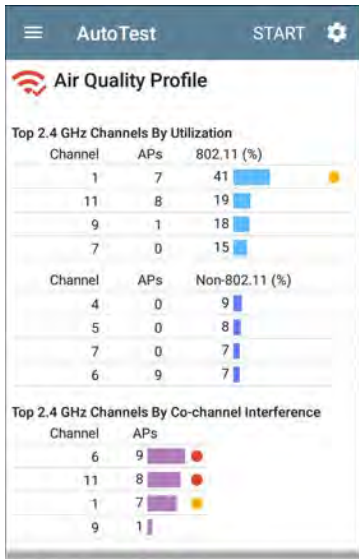 AutoTest START
Air Quality Profile
Top 2.4 GHz Channels By Utilization
Channel APs 802.11 (%)
1 7 41
11 8 19
9 1 18
7 0 15
Channel APs Non-802.11 (%)
4 0 9
5 0 8
7 0 7
6 9 7
Top 2.4 GHz Channels By Co-channel Interference
Channel APs
6 9
11 8
1 7
9 1